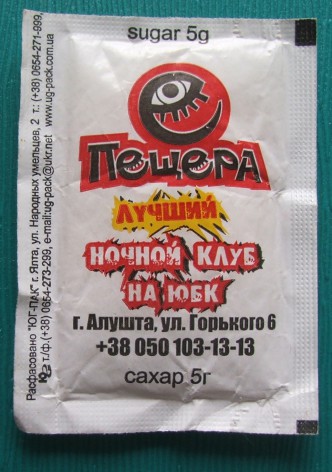 sugar 5g
ПЕЩЕРА
ЛУЧШИЙ
НОЧНОЙ КЛУБ
НА ЮБК
г. Алушта, ул. Горького 6
+38 050 103-13-13
сахар 5г
Расфасовано "ЮГ-ПАК" г. Ялта, ул. Народных умельцев, 2 т.: (+38) 0654-271-999,
т./ф.(+38) 0654-273-299, e-mail:ug-pack@ukr.net www.ug-pack.com.ua